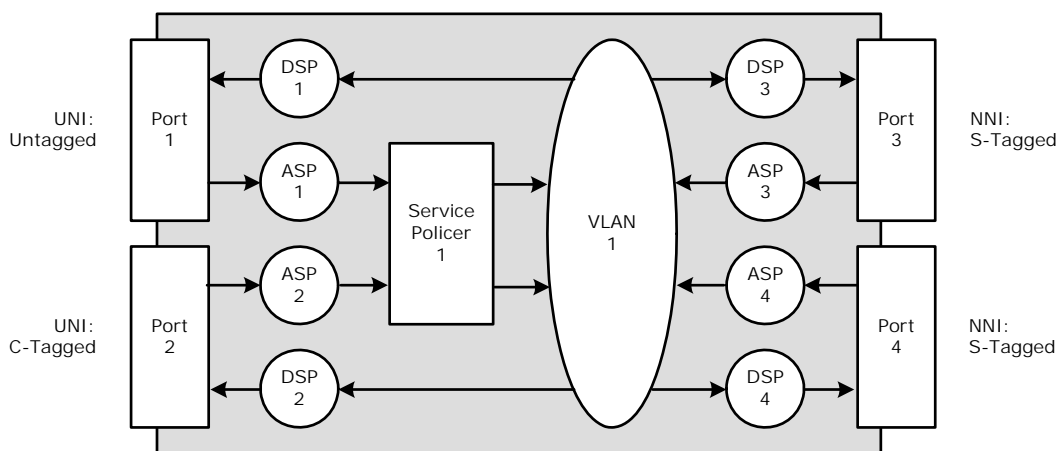 UNI:
Untagged
Port
1
DSP
1
ASP
1
Service
Policer
1
VLAN
1
DSP
3
ASP
3
Port
3
NNI:
S-Tagged
UNI:
C-Tagged
Port
2
ASP
2
DSP
2
ASP
4
DSP
4
Port
4
NNI:
S-Tagged